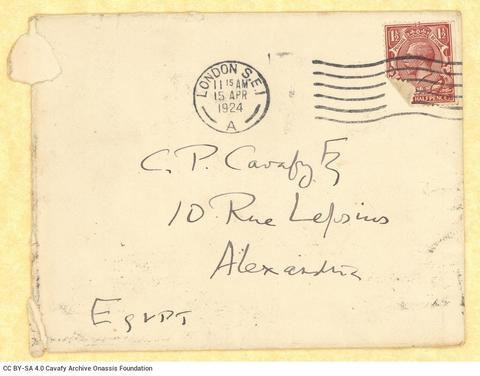 1½ 1½
HALFPENCE
LONDON S.E.1
11 15 AM
15 APR
1924
A
C. P. Cavafy Esq
10 Rue Lepsius
Alexandria
EGYPT
CC BY-SA 4.0 Cavafy Archive Onassis Foundation